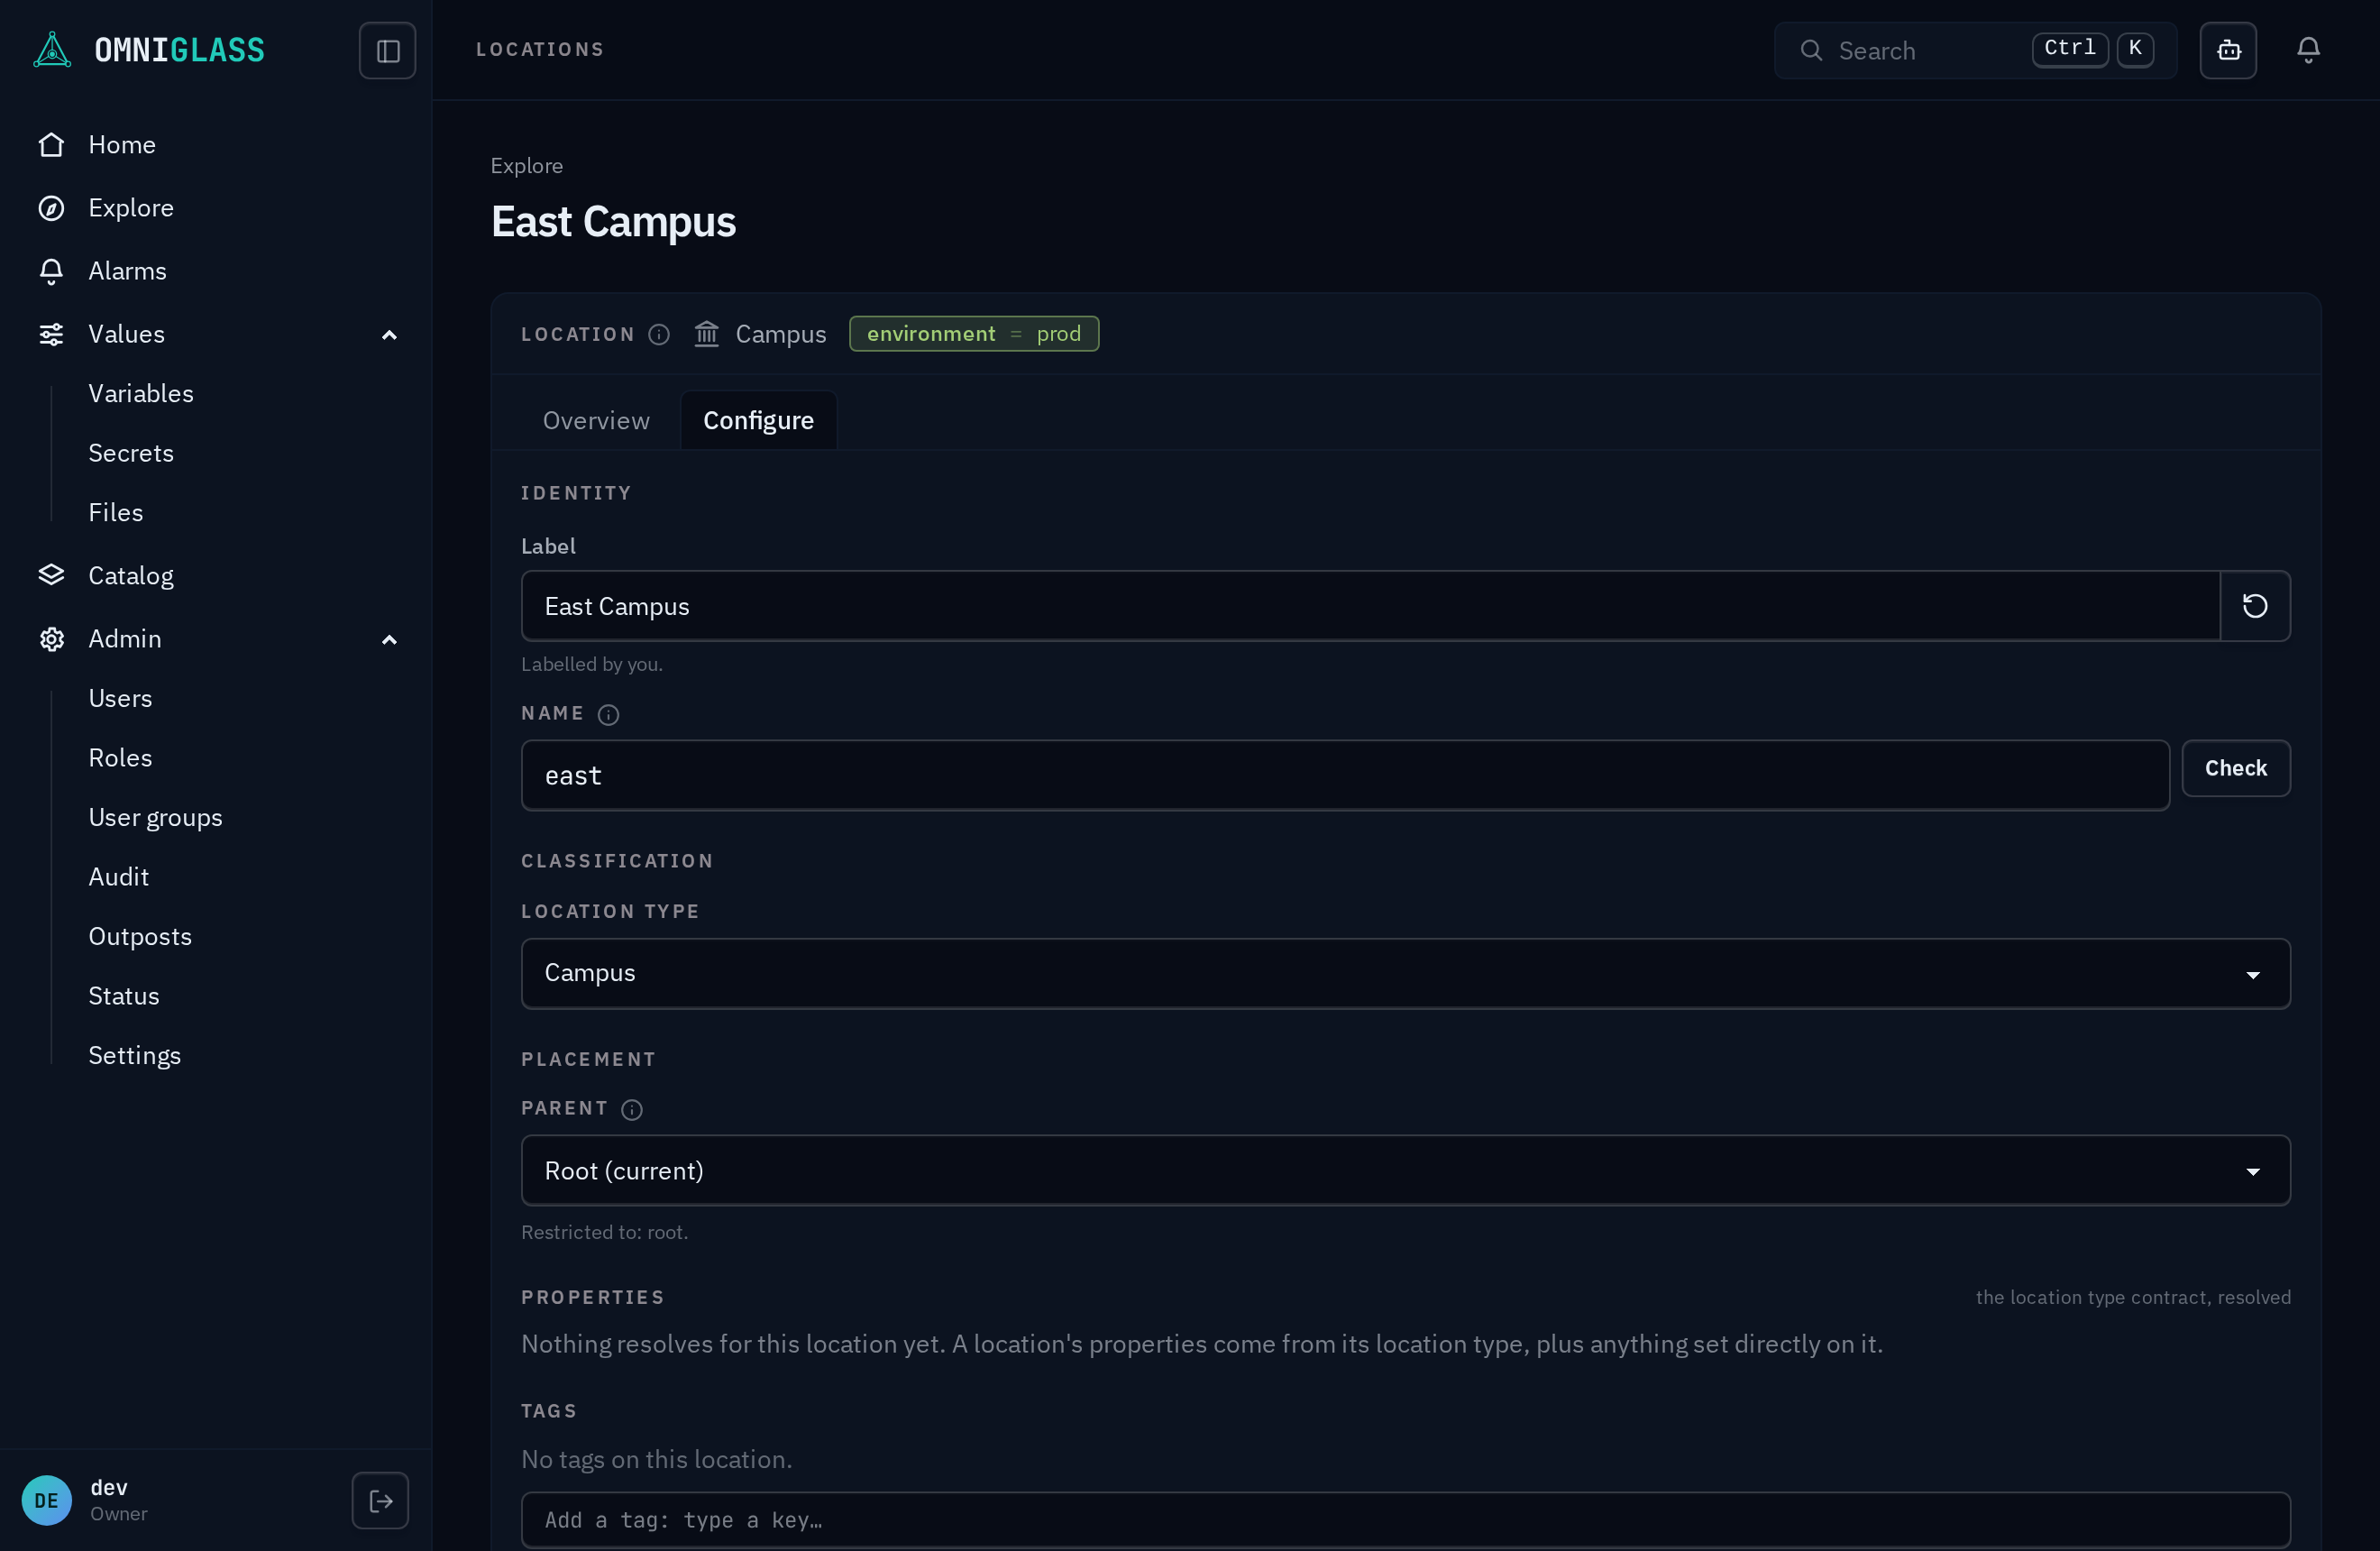 OMNIGLASS
LOCATIONS
Search
Ctrl K
Home
Explore
Alarms
Values
Variables
Secrets
Files
Catalog
Admin
Users
Roles
User groups
Audit
Outposts
Status
Settings
DE
dev
Owner
Explore
East Campus
LOCATION Campus environment = prod
Overview Configure
IDENTITY
Label
East Campus
Labelled by you.
NAME
east
Check
CLASSIFICATION
LOCATION TYPE
Campus
PLACEMENT
PARENT
Root (current)
Restricted to: root.
PROPERTIES the location type contract, resolved
Nothing resolves for this location yet. A location's properties come from its location type, plus anything set directly on it.
TAGS
No tags on this location.
Add a tag: type a key…